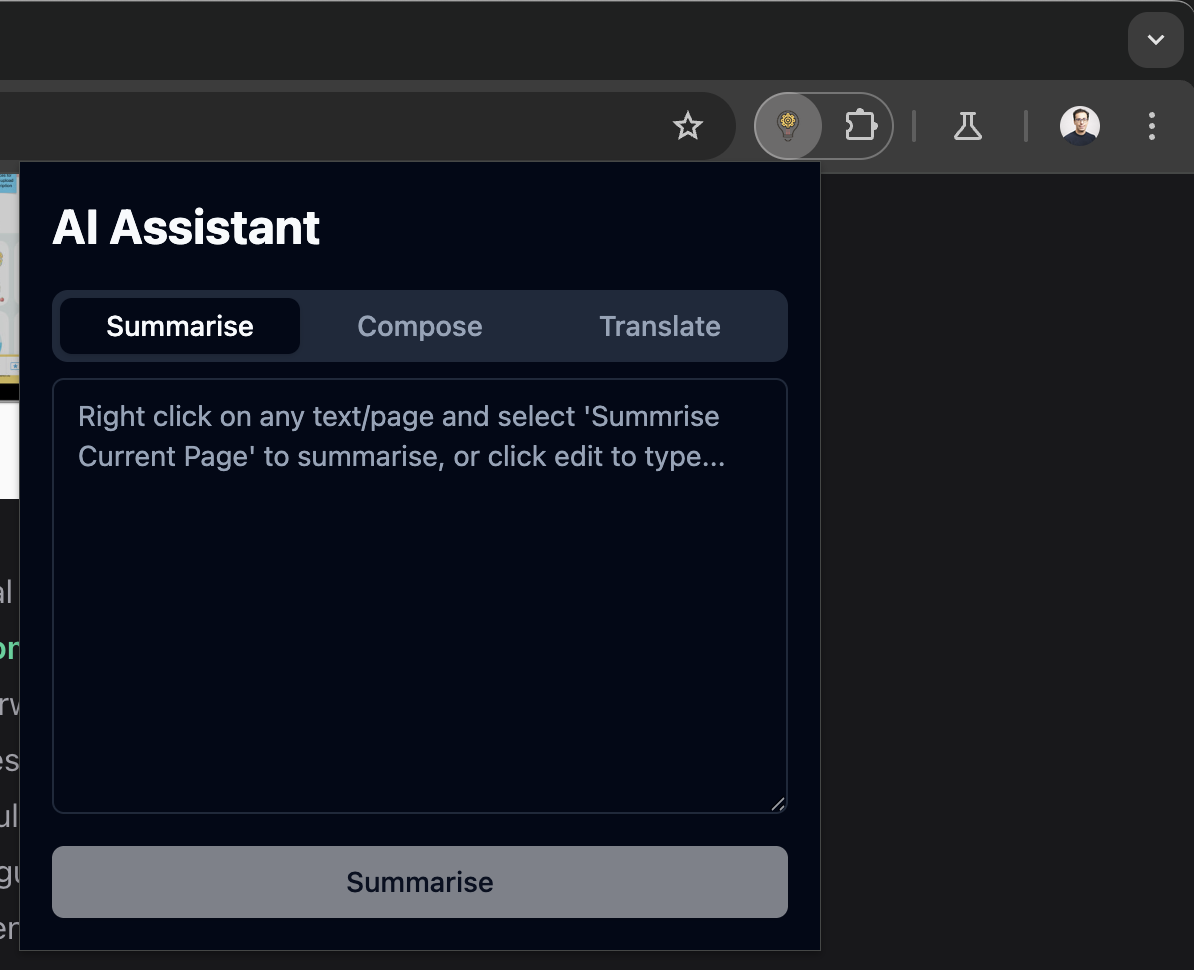 AI Assistant
Summarise Compose Translate
Right click on any text/page and select 'Summrise
Current Page' to summarise, or click edit to type...
Summarise